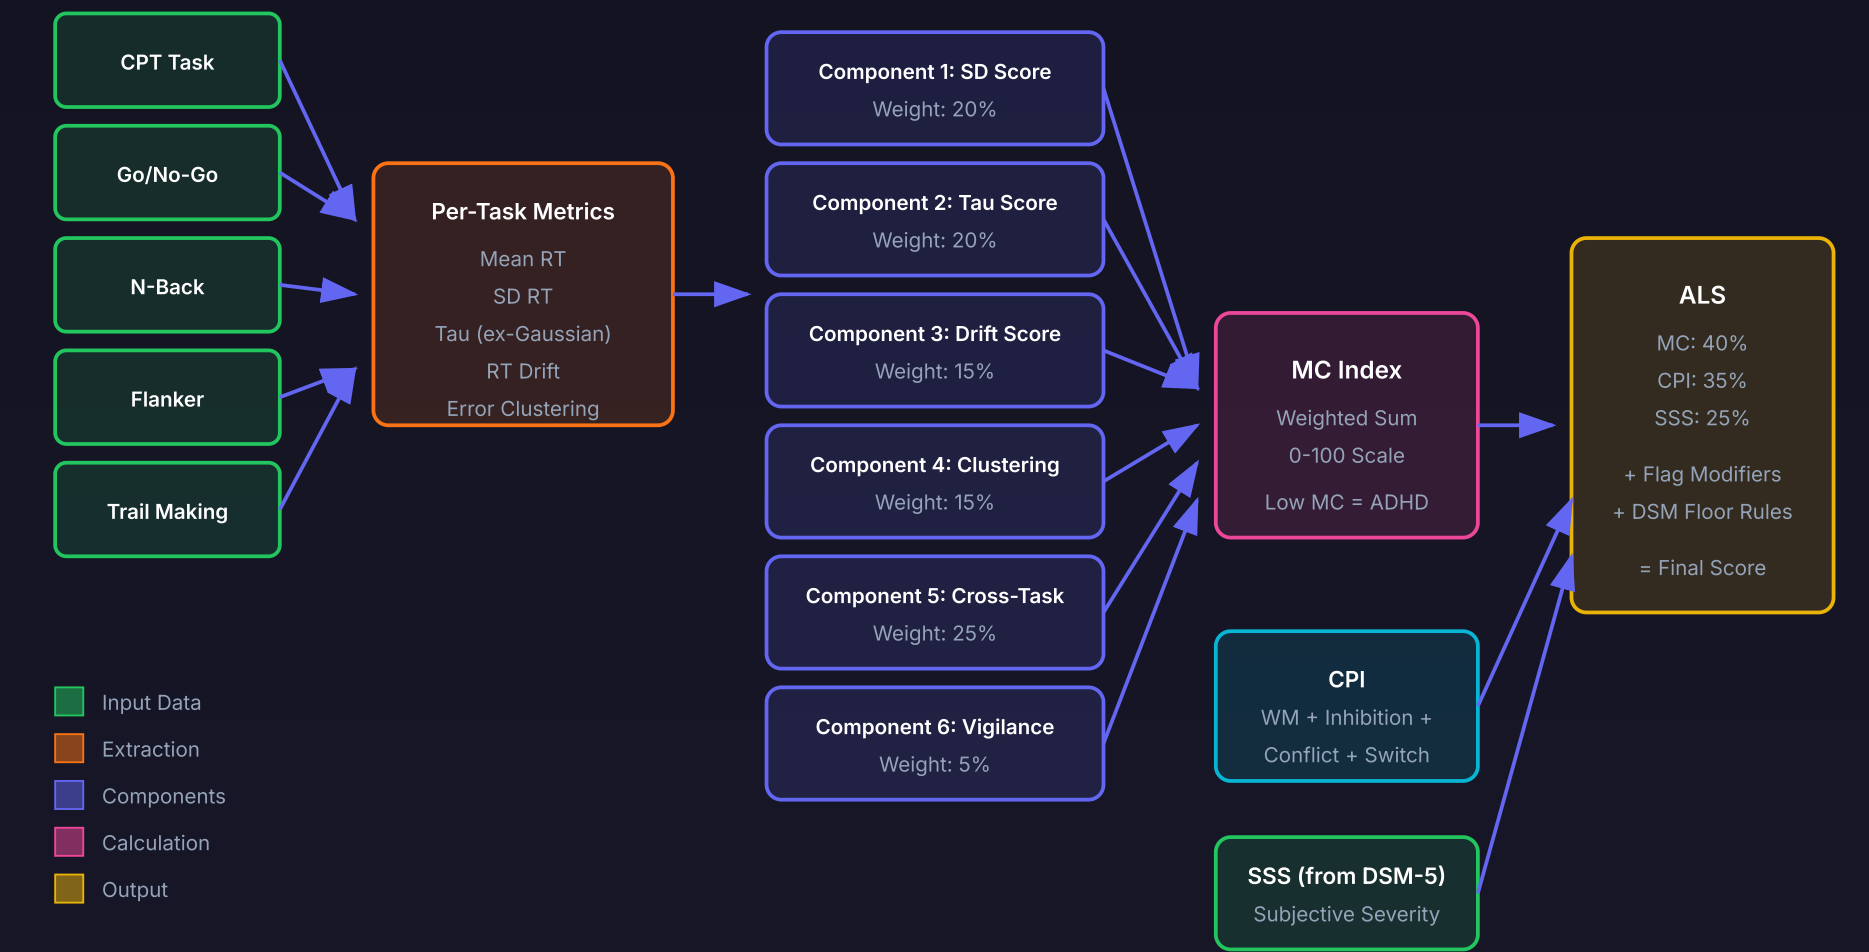 CPT Task
Go/No-Go
N-Back
Flanker
Trail Making
Per-Task Metrics
Mean RT
SD RT
Tau (ex-Gaussian)
RT Drift
Error Clustering
Component 1: SD Score
Weight: 20%
Component 2: Tau Score
Weight: 20%
Component 3: Drift Score
Weight: 15%
Component 4: Clustering
Weight: 15%
Component 5: Cross-Task
Weight: 25%
Component 6: Vigilance
Weight: 5%
MC Index
Weighted Sum
0-100 Scale
Low MC = ADHD
CPI
WM + Inhibition +
Conflict + Switch
SSS (from DSM-5)
Subjective Severity
ALS
MC: 40%
CPI: 35%
SSS: 25%
+ Flag Modifiers
+ DSM Floor Rules
= Final Score
Input Data
Extraction
Components
Calculation
Output